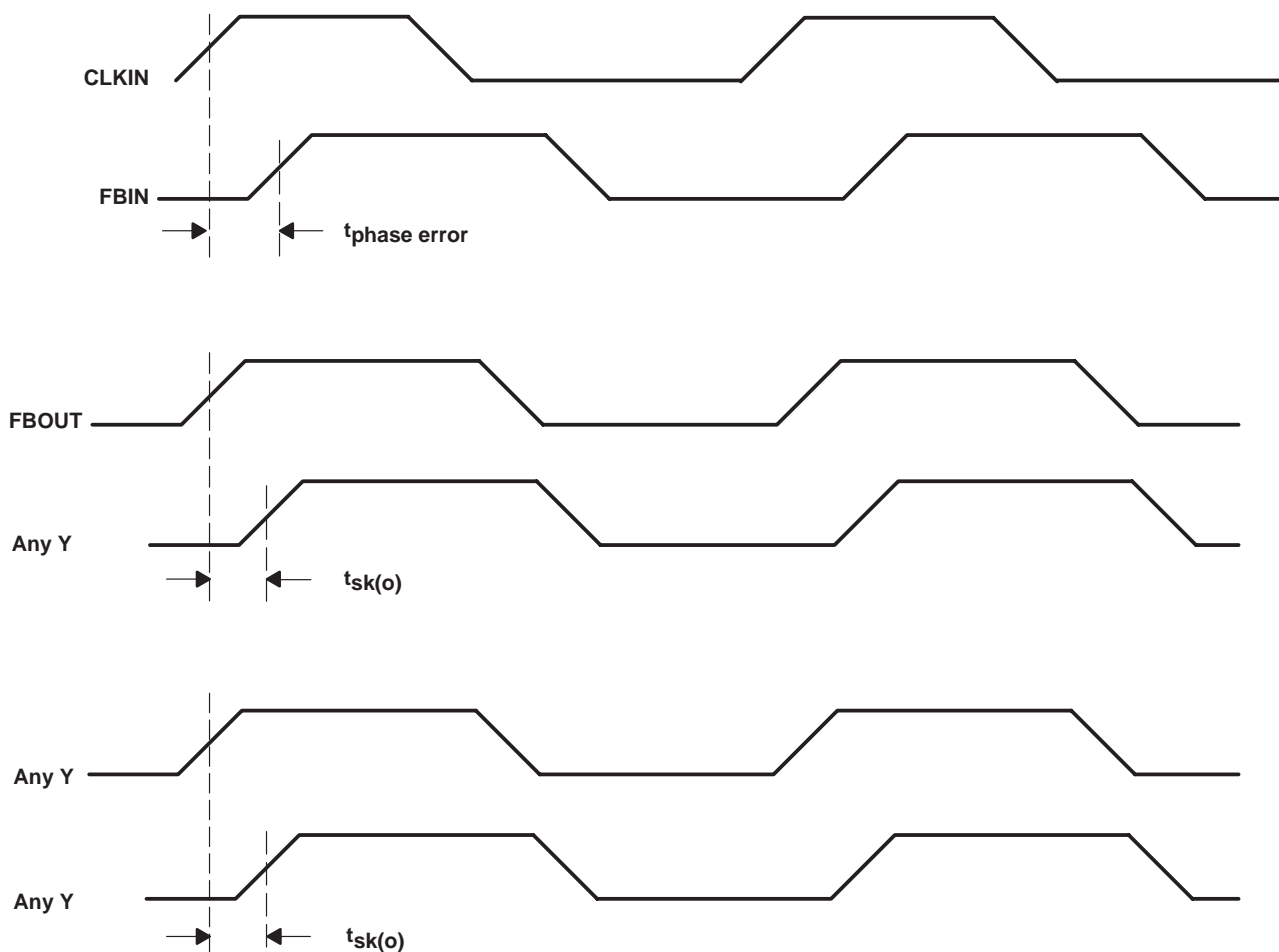 CLKIN
FBIN
tphase error
FBOUT
Any Y
tsk(o)
Any Y
Any Y
tsk(o)